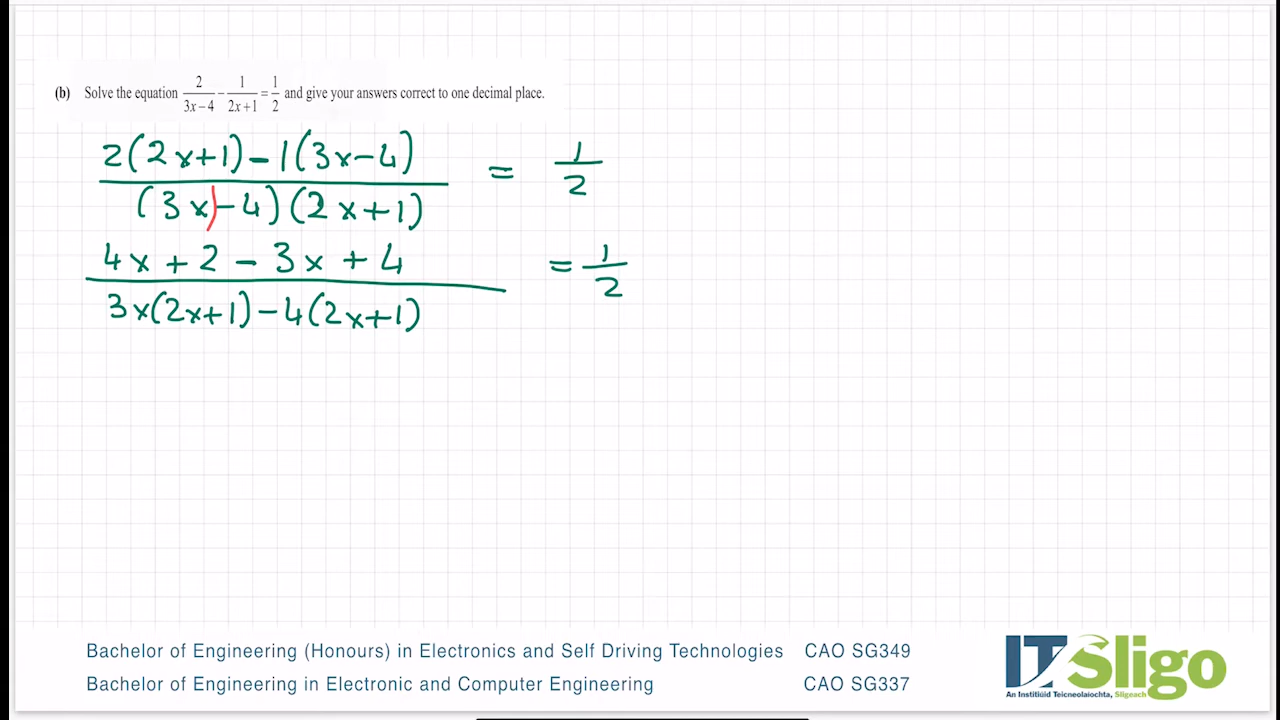 (b) Solve the equation 2/(3x−4) − 1/(2x+1) = 1/2 and give your answers correct to one decimal place.
2(2x+1)−1(3x−4) / (3x−4)(2x+1) = 1/2
4x+2−3x+4 / 3x(2x+1)−4(2x+1) = 1/2
Bachelor of Engineering (Honours) in Electronics and Self Driving Technologies CAO SG349
Bachelor of Engineering in Electronic and Computer Engineering CAO SG337
IT Sligo
An Institiúid Teicneolaíochta, Sligeach